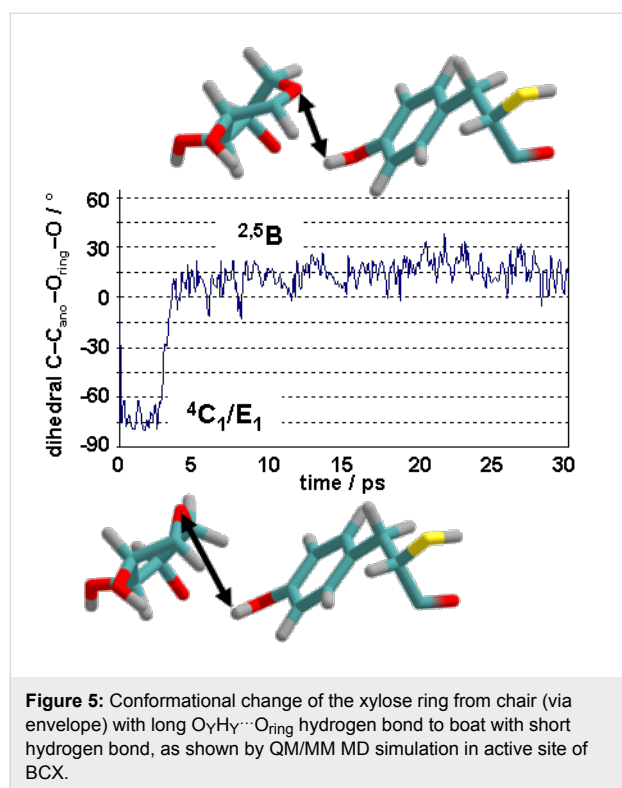 60
30
0
-30
-60
-90
dihedral C–C_ano–O_ring–O / °
2,5B
4C1/E1
0 5 10 15 20 25 30
time / ps
Figure 5: Conformational change of the xylose ring from chair (via
envelope) with long OYHY···Oring hydrogen bond to boat with short
hydrogen bond, as shown by QM/MM MD simulation in active site of
BCX.